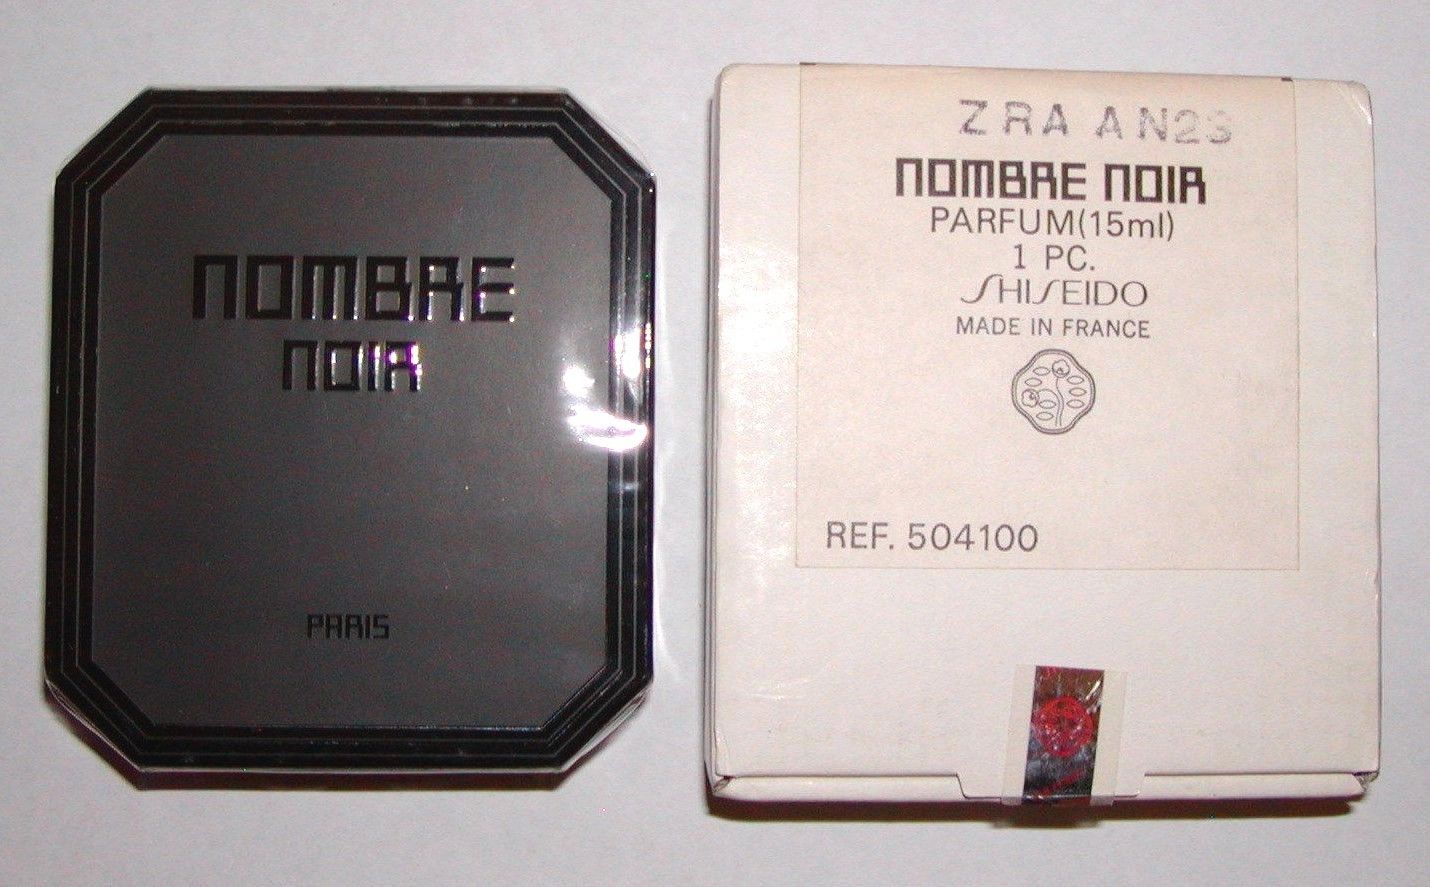 NOMBRE
NOIR
PARIS
ZRA AN23
NOMBRE NOIR
PARFUM(15ml)
1 PC.
SHISEIDO
MADE IN FRANCE
REF. 504100